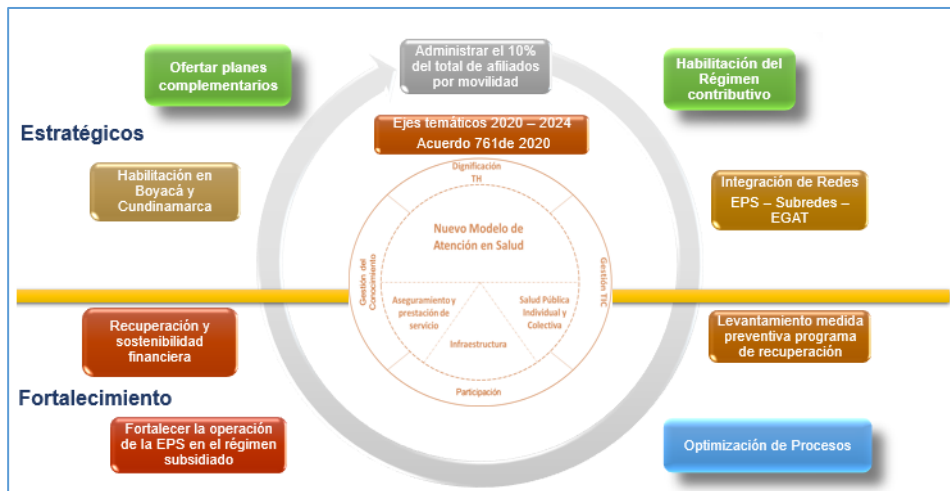 Ofertar planes
complementarios
Administrar el 10%
del total de afiliados
por movilidad
Habilitación del
Régimen
contributivo
Estratégicos
Ejes temáticos 2020 – 2024
Acuerdo 761de 2020
Habilitación en
Boyacá y
Cundinamarca
Dignificación
TH
Nuevo Modelo de
Atención en Salud
Gestión del
Conocimiento
Gestión TIC
Aseguramiento y
prestación de
servicio
Salud Pública
Individual y
Colectiva
Infraestructura
Participación
Integración de Redes
EPS – Subredes –
EGAT
Recuperación y
sostenibilidad
financiera
Levantamiento medida
preventiva programa
de recuperación
Fortalecimiento
Fortalecer la operación
de la EPS en el régimen
subsidiado
Optimización de Procesos